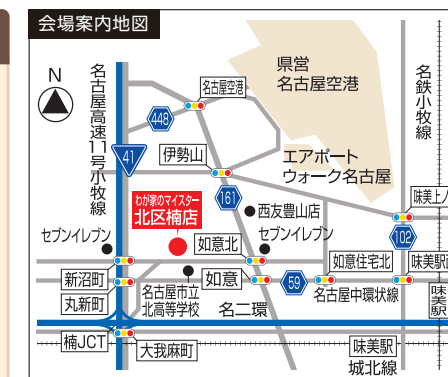 会場案内地図
N
名古屋高速11号小牧線
県営
名古屋空港
名鉄小牧線
名古屋空港
448
41
伊勢山
エアポート
ウォーク名古屋
161
わが家のマイスター
北区楠店
西友豊山店
味美上ノ
102
セブンイレブン
如意北
セブンイレブン
新沼町
如意
59
如意住宅北
味美駅西
丸新町
名古屋市立
北高等学校
名二環
名古屋中環状線
味美駅
楠JCT
大我麻町
味美駅
城北線